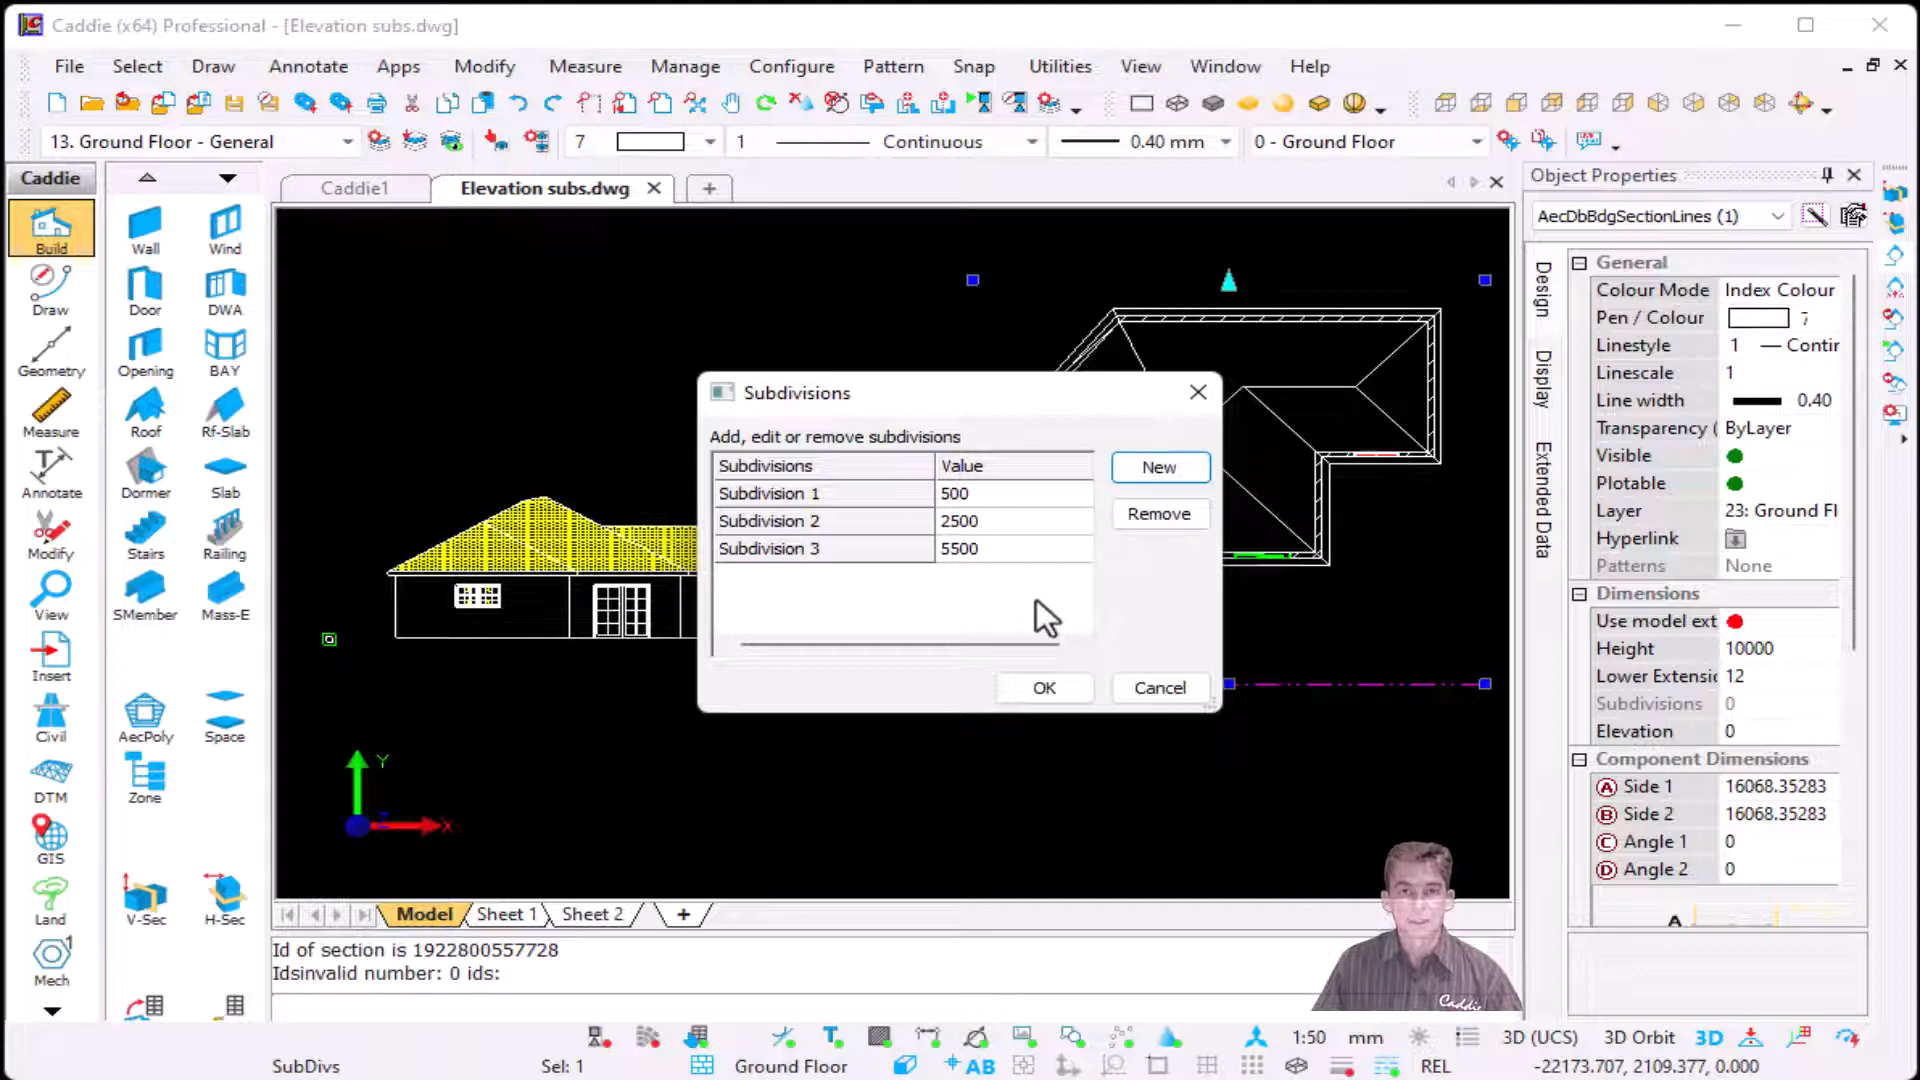 Caddie (x64) Professional - [Elevation subs.dwg]
File Select Draw Annotate Apps Modify Measure Manage Configure Pattern Snap Utilities View Window Help
13. Ground Floor - General 7 1 Continuous 0.40 mm 0 - Ground Floor
Caddie
Build
Draw
Geometry
Measure
Annotate
Modify
View
Insert
Civil
DTM
GIS
Land
Mech
Wall Wind
Door DWA
Opening BAY
Roof Rf-Slab
Dormer Slab
Stairs Railing
SMember Mass-E
AecPoly Space
Zone
V-Sec H-Sec
Caddie1 Elevation subs.dwg
Y
Z
X
Subdivisions
Add, edit or remove subdivisions
Subdivisions Value
Subdivision 1 500
Subdivision 2 2500
Subdivision 3 5500
New
Remove
OK Cancel
Model Sheet 1 Sheet 2 +
Id of section is 1922800557728
Idsinvalid number: 0 ids:
Object Properties
AecDbBdgSectionLines (1)
Design
Display
Extended Data
General
Colour Mode Index Colour
Pen / Colour 7
Linestyle 1 Contir
Linescale 1
Line width 0.40
Transparency ( ByLayer
Visible
Plotable
Layer 23: Ground Fl
Hyperlink
Patterns None
Dimensions
Use model ext
Height 10000
Lower Extensic 12
Subdivisions 0
Elevation 0
Component Dimensions
A Side 1 16068.35283
B Side 2 16068.35283
C Angle 1 0
D Angle 2 0
A
Caddie
1:50 mm 3D (UCS) 3D Orbit 3D
SubDivs Sel: 1 Ground Floor AB REL -22173.707, 2109.377, 0.000